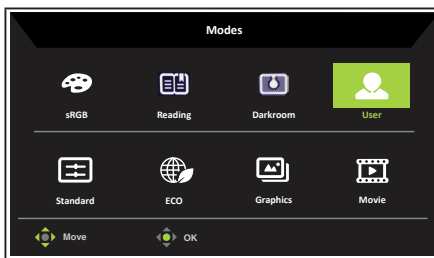 Modes
sRGB Reading Darkroom User
Standard ECO Graphics Movie
Move OK